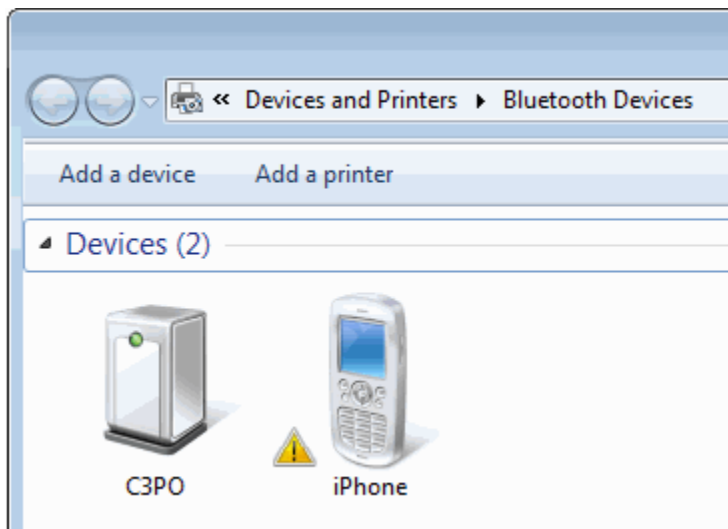 « Devices and Printers ▸ Bluetooth Devices
Add a device Add a printer
Devices (2)
C3PO iPhone